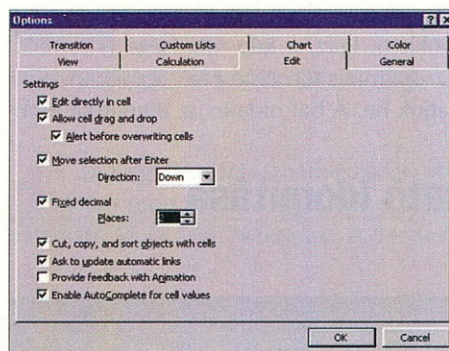 Options
Transition Custom Lists Chart Color
View Calculation Edit General
Settings
Edit directly in cell
Allow cell drag and drop
Alert before overwriting cells
Move selection after Enter
Direction: Down
Fixed decimal
Places:
Cut, copy, and sort objects with cells
Ask to update automatic links
Provide feedback with Animation
Enable AutoComplete for cell values
OK Cancel